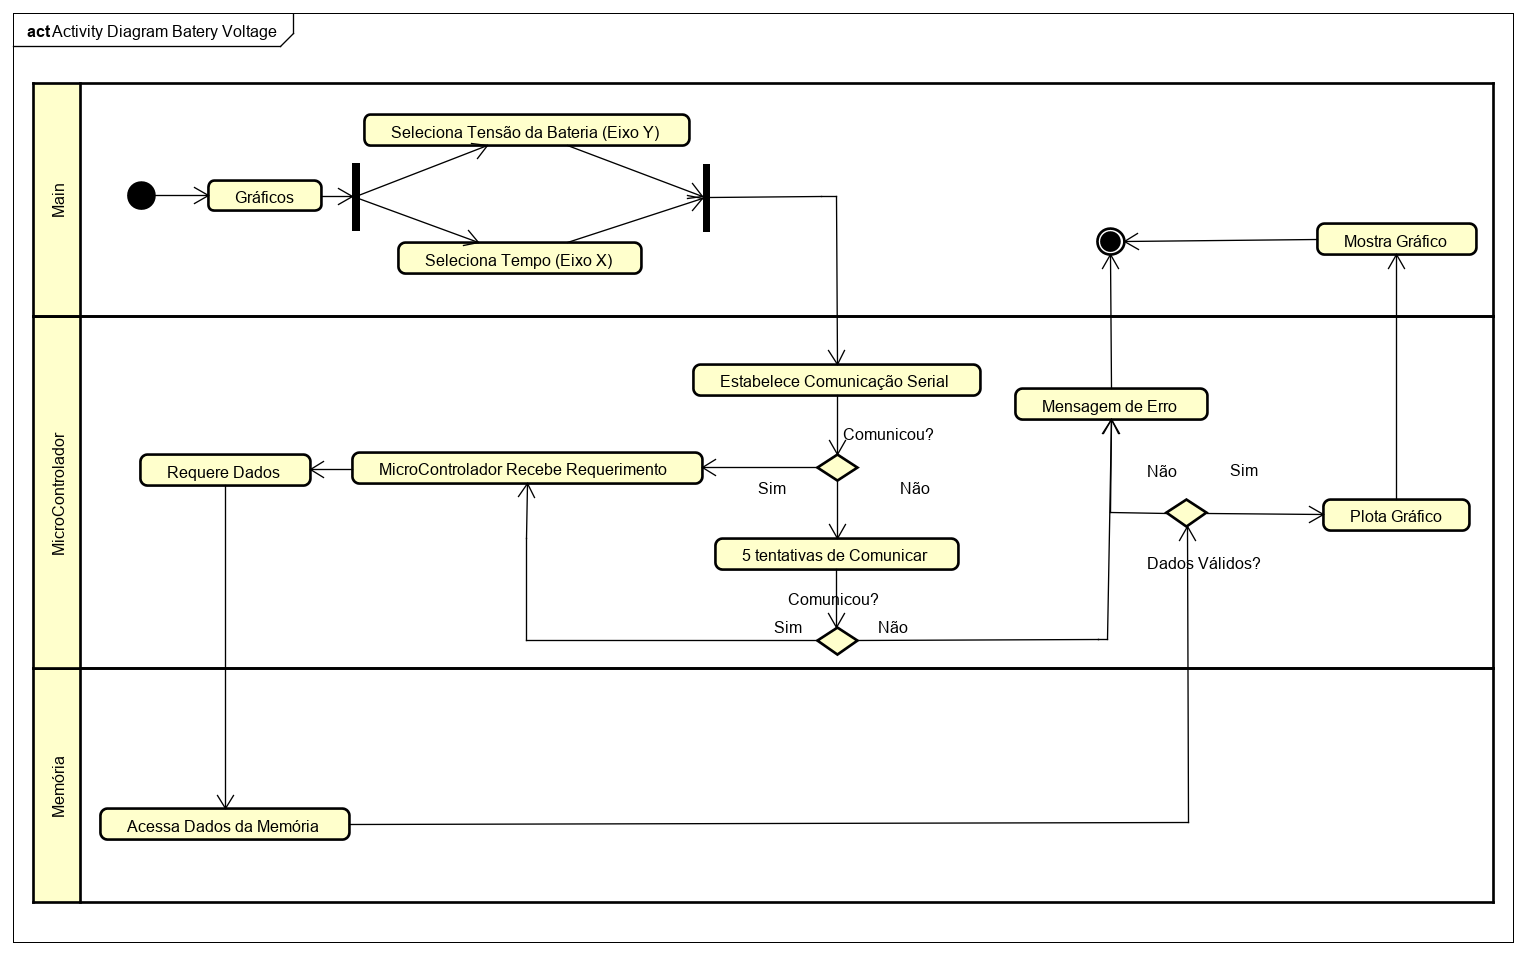 act Activity Diagram Batery Voltage
Main
Seleciona Tensão da Bateria (Eixo Y)
Gráficos
Seleciona Tempo (Eixo X)
Mostra Gráfico
MicroControlador
Estabelece Comunicação Serial
Mensagem de Erro
Comunicou?
Requere Dados
MicroControlador Recebe Requerimento
Sim
Não
Não
Sim
Plota Gráfico
5 tentativas de Comunicar
Dados Válidos?
Comunicou?
Sim
Não
Memória
Acessa Dados da Memória